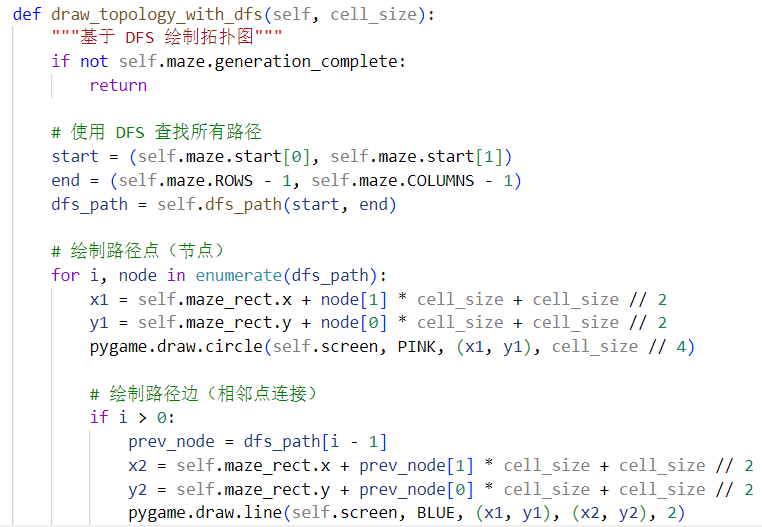 def draw_topology_with_dfs(self, cell_size):
    """基于 DFS 绘制拓扑图"""
    if not self.maze.generation_complete:
        return
    # 使用 DFS 查找所有路径
    start = (self.maze.start[0], self.maze.start[1])
    end = (self.maze.ROWS - 1, self.maze.COLUMNS - 1)
    dfs_path = self.dfs_path(start, end)
    # 绘制路径点（节点）
    for i, node in enumerate(dfs_path):
        x1 = self.maze_rect.x + node[1] * cell_size + cell_size // 2
        y1 = self.maze_rect.y + node[0] * cell_size + cell_size // 2
        pygame.draw.circle(self.screen, PINK, (x1, y1), cell_size // 4)
        # 绘制路径边（相邻点连接）
        if i > 0:
            prev_node = dfs_path[i - 1]
            x2 = self.maze_rect.x + prev_node[1] * cell_size + cell_size // 2
            y2 = self.maze_rect.y + prev_node[0] * cell_size + cell_size // 2
            pygame.draw.line(self.screen, BLUE, (x1, y1), (x2, y2), 2)